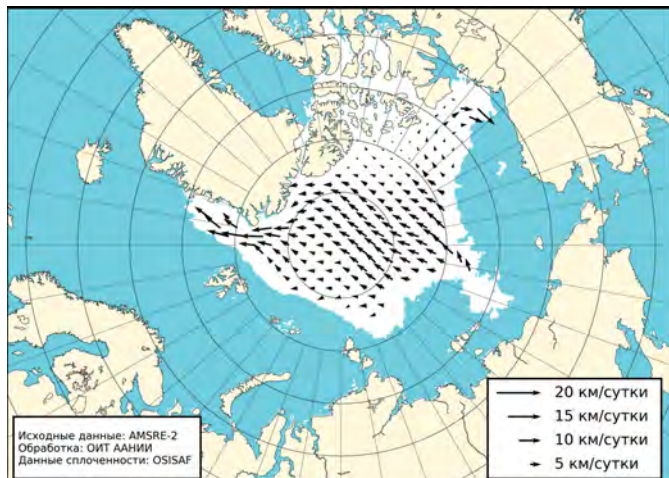 20 км/сутки
15 км/сутки
10 км/сутки
5 км/сутки
Исходные данные: AMSRE-2
Обработка: ОИТ ААНИИ
Данные сплоченности: OSISAF